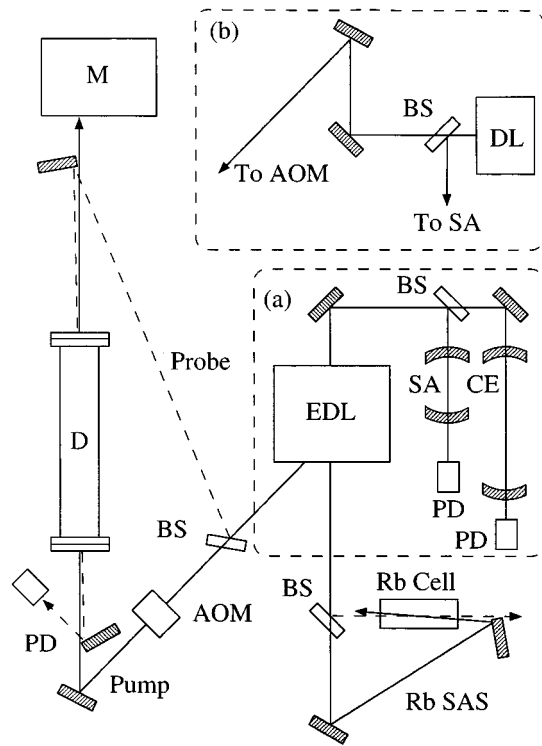 (b)
M
BS
DL
To AOM
To SA
(a)
BS
Probe
SA
CE
EDL
D
PD
BS
PD
Rb Cell
BS
AOM
PD
Pump
Rb SAS